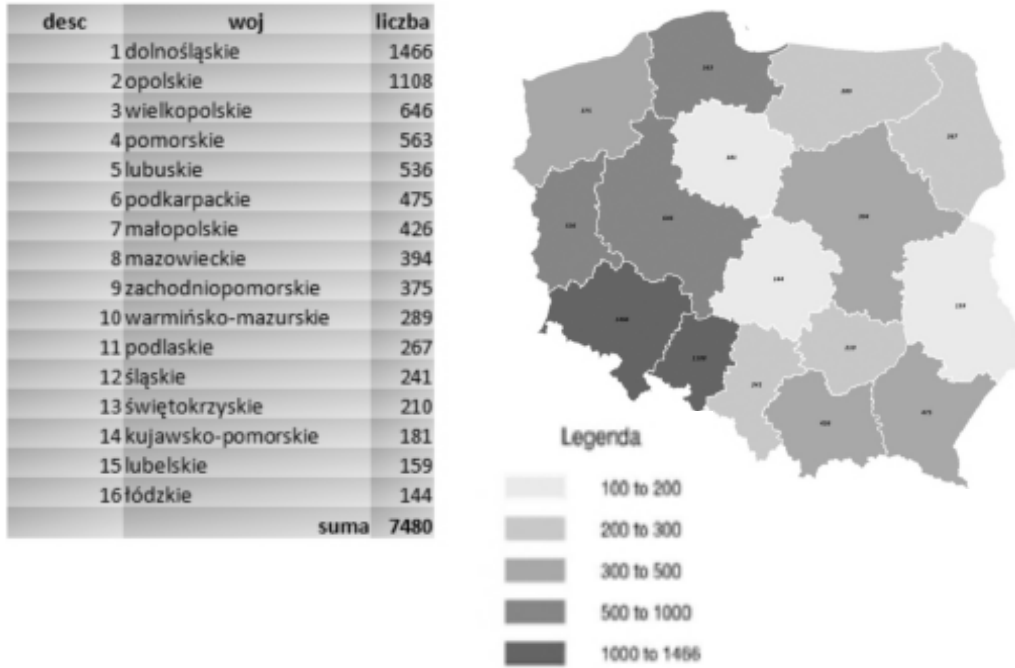 desc woj liczba
1 dolnośląskie 1466
2 opolskie 1108
3 wielkopolskie 646
4 pomorskie 563
5 lubuskie 536
6 podkarpackie 475
7 małopolskie 426
8 mazowieckie 394
9 zachodniopomorskie 375
10 warmińsko-mazurskie 289
11 podlaskie 267
12 śląskie 241
13 świętokrzyskie 210
14 kujawsko-pomorskie 181
15 lubelskie 159
16 łódzkie 144
suma 7480
Legenda
100 to 200
200 to 300
300 to 500
500 to 1000
1000 to 1466